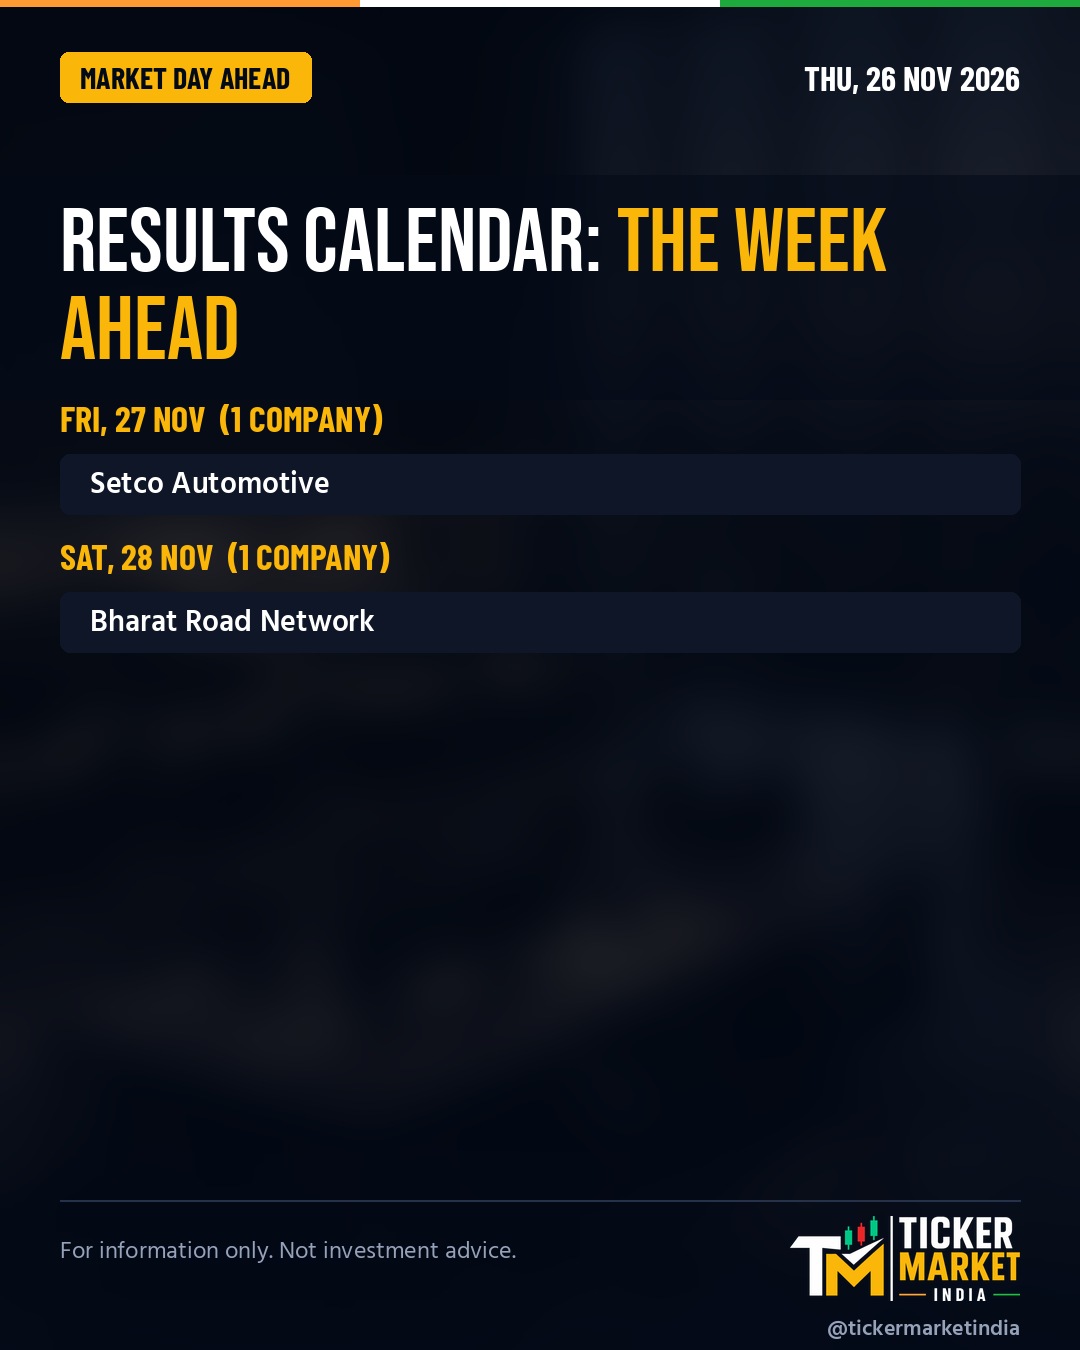 MARKET DAY AHEAD
THU, 26 NOV 2026
RESULTS CALENDAR: THE WEEK
AHEAD
FRI, 27 NOV (1 COMPANY)
Setco Automotive
SAT, 28 NOV (1 COMPANY)
Bharat Road Network
For information only. Not investment advice.
TM
TICKER
MARKET
INDIA
@tickermarketindia